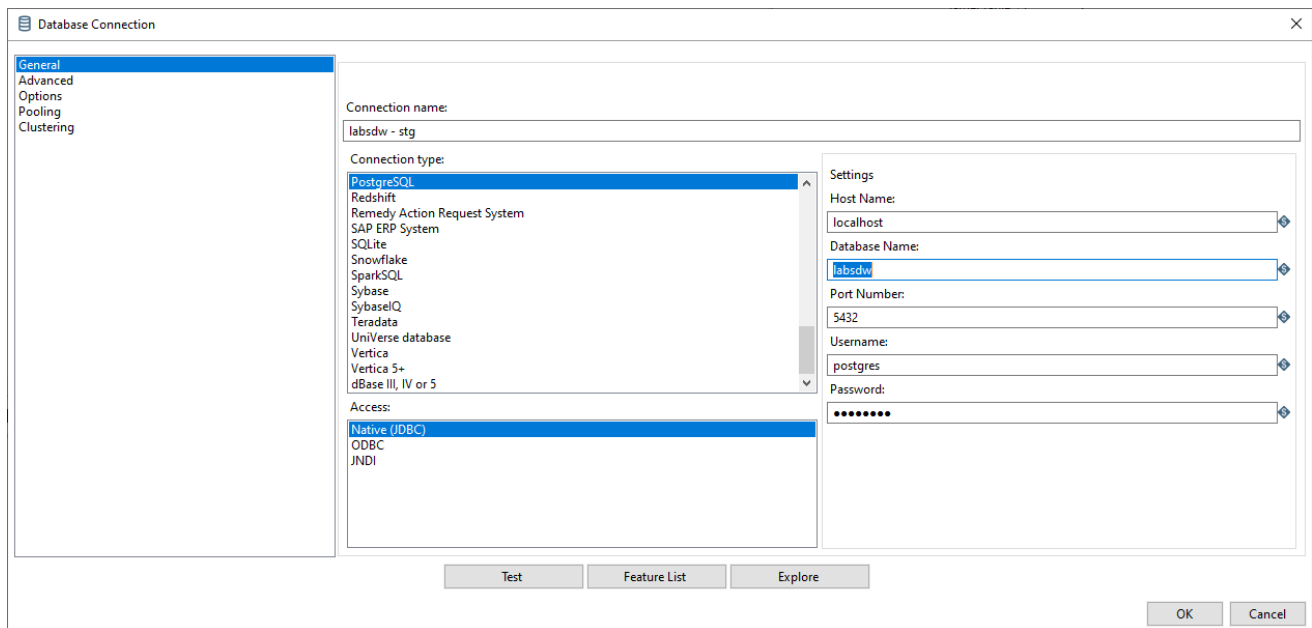 Database Connection
General
Advanced
Options
Pooling
Clustering
Connection name:
labsdw - stg
Connection type:
PostgreSQL
Redshift
Remedy Action Request System
SAP ERP System
SQLite
Snowflake
SparkSQL
Sybase
SybaseIQ
Teradata
UniVerse database
Vertica
Vertica 5+
dBase III, IV or 5
Access:
Native (JDBC)
ODBC
JNDI
Settings
Host Name:
localhost
Database Name:
labsdw
Port Number:
5432
Username:
postgres
Password:
●●●●●●●●
Test
Feature List
Explore
OK
Cancel